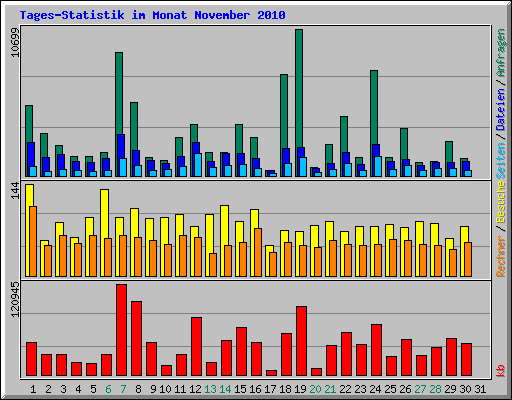 Tages-Statistik im Monat November 2010
10699
144
120945
Rechner / Besuche
Seiten / Dateien / Anfragen
kb
1 2 3 4 5 6 7 8 9 10 11 12 13 14 15 16 17 18 19 20 21 22 23 24 25 26 27 28 29 30 31